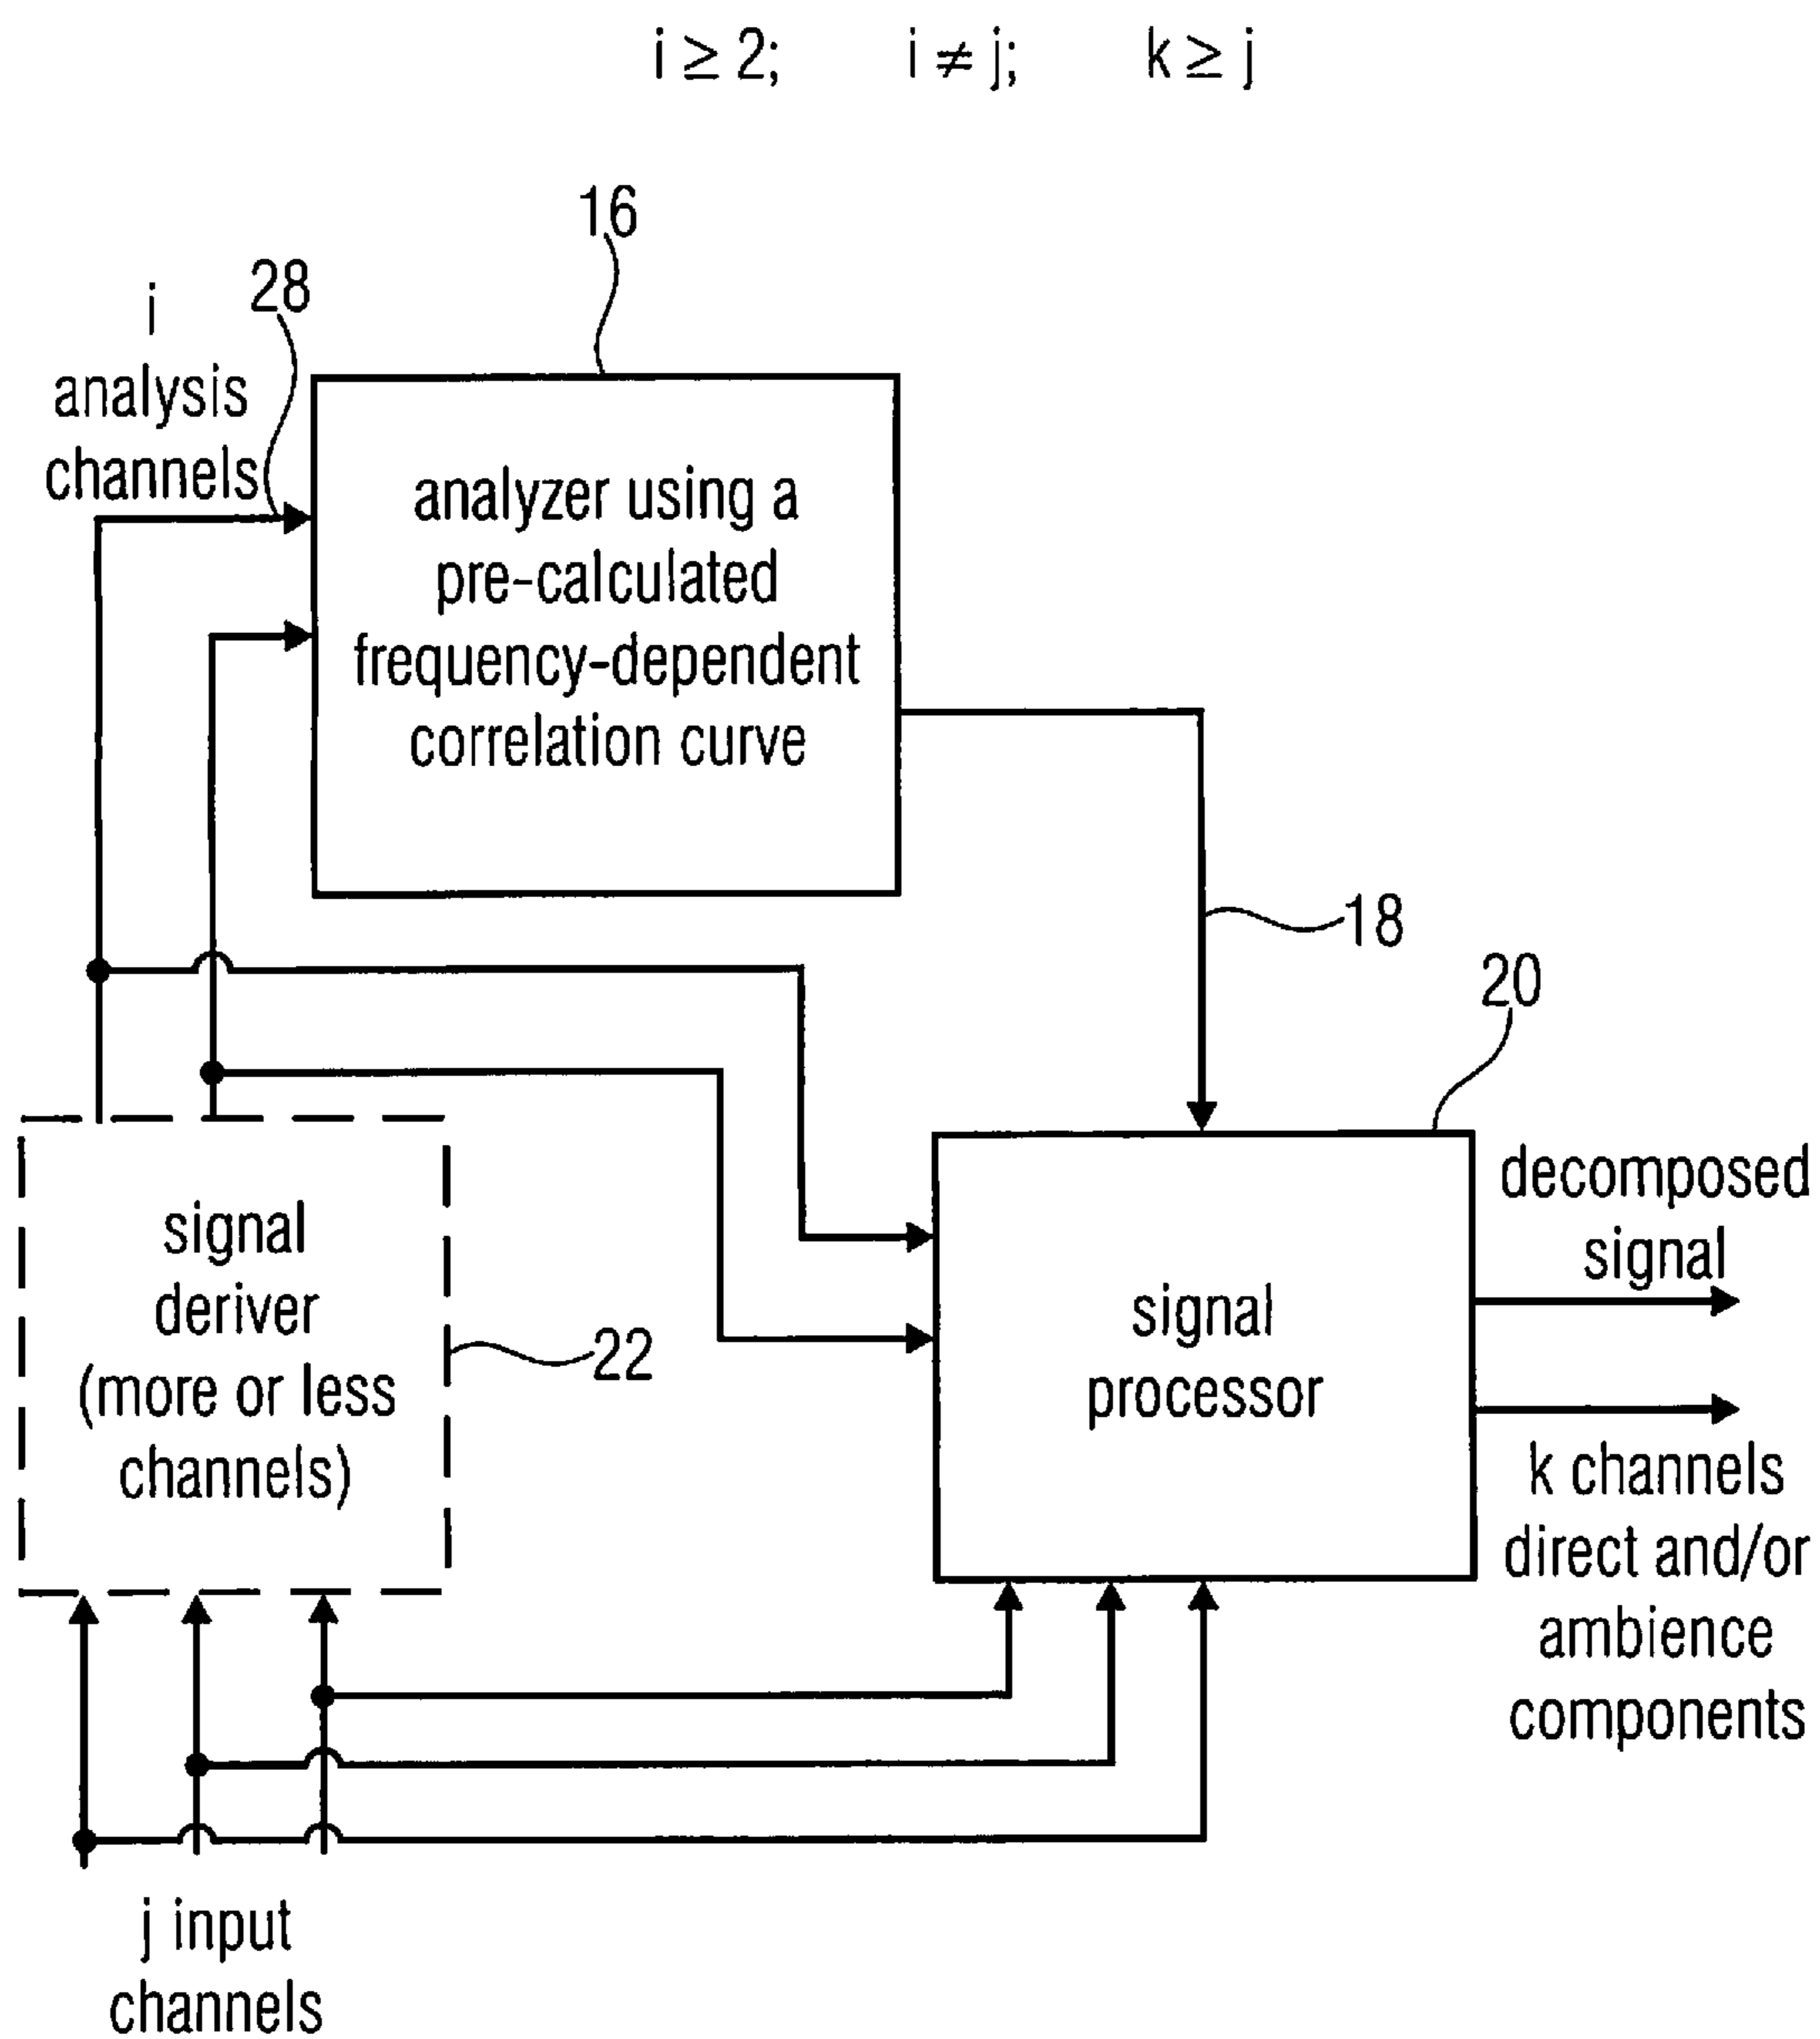 i ≥ 2; i ≠ j; k ≥ j
16
28
i
analysis
channels
analyzer using a
pre-calculated
frequency-dependent
correlation curve
18
20
signal
deriver
(more or less
channels)
22
signal
processor
decomposed
signal
k channels
direct and/or
ambience
components
j input
channels